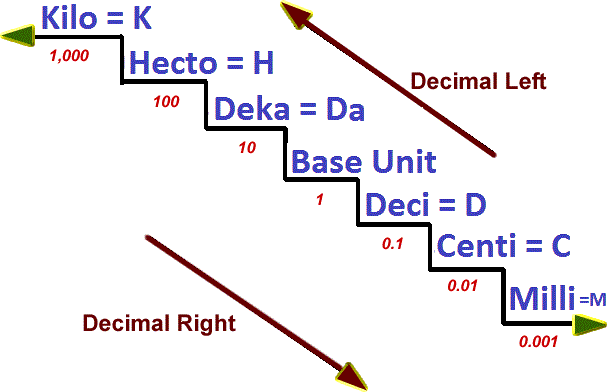 Kilo = K
1,000
Hecto = H
100
Decimal Left
Deka = Da
10
Base Unit
1
Deci = D
0.1
Centi = C
0.01
Milli =M
0.001
Decimal Right